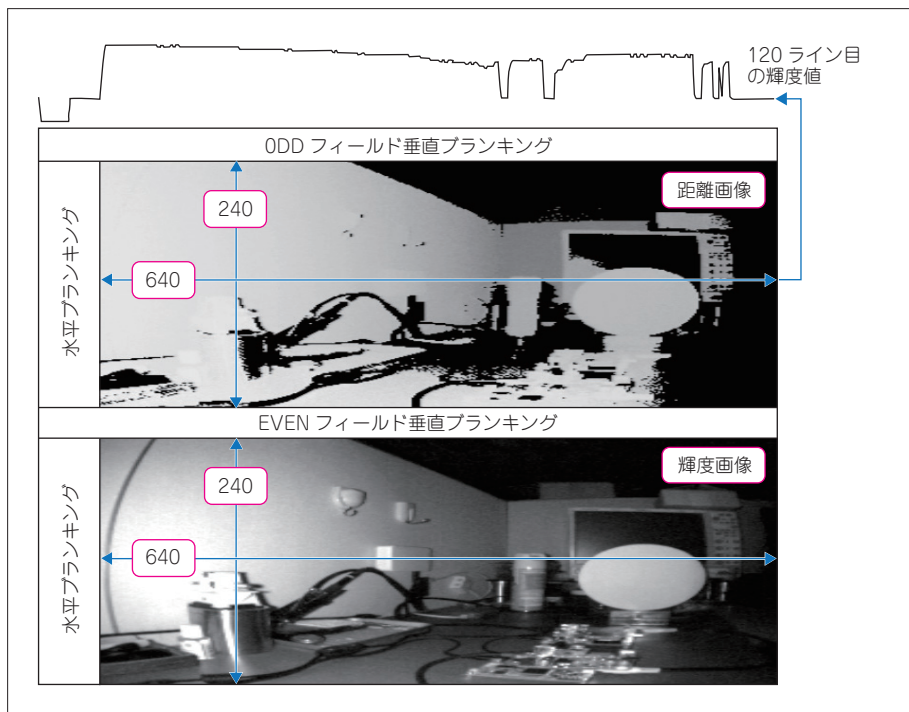 120 ライン目
の輝度値
ODD フィールド垂直ブランキング
距離画像
240
640
水平ブランキング
EVEN フィールド垂直ブランキング
輝度画像
240
640
水平ブランキング